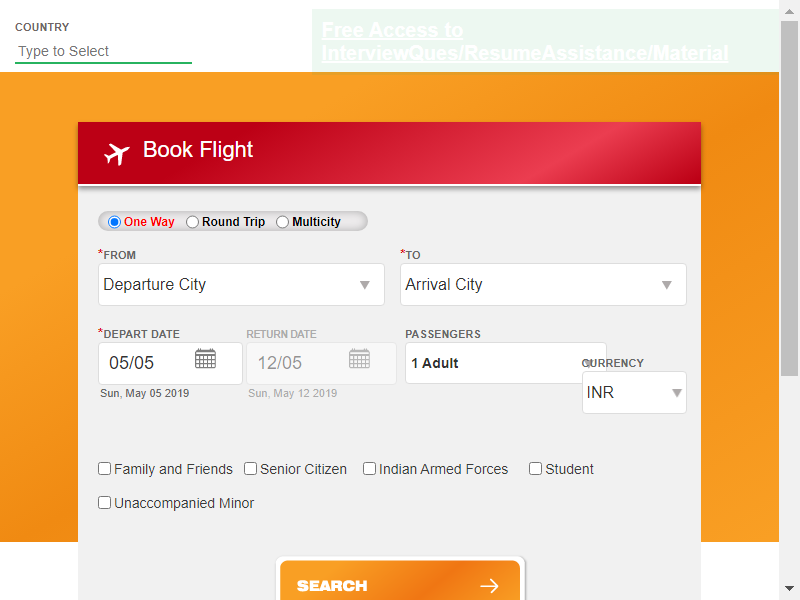 COUNTRY
Type to Select
Free Access to
InterviewQues/ResumeAssistance/Material
Book Flight
One Way Round Trip Multicity
*FROM *TO
Departure City Arrival City
*DEPART DATE RETURN DATE PASSENGERS
05/05 12/05 1 Adult
CURRENCY
INR
Sun, May 05 2019 Sun, May 12 2019
Family and Friends Senior Citizen Indian Armed Forces Student
Unaccompanied Minor
SEARCH